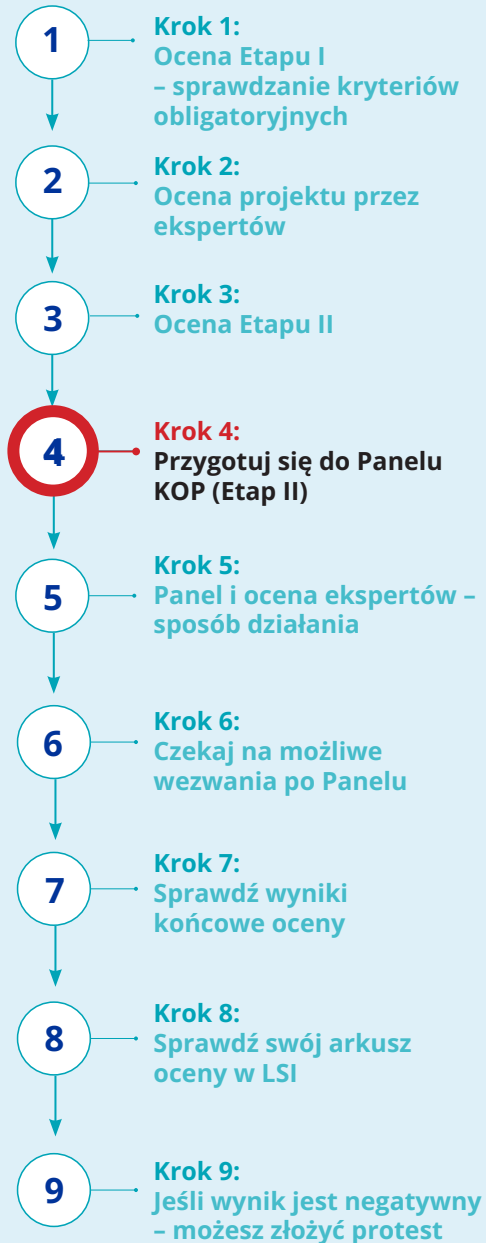 1
Krok 1:
Ocena Etapu I
– sprawdzanie kryteriów
obligatoryjnych
2
Krok 2:
Ocena projektu przez
ekspertów
3
Krok 3:
Ocena Etapu II
4
Krok 4:
Przygotuj się do Panelu
KOP (Etap II)
5
Krok 5:
Panel i ocena ekspertów –
sposób działania
6
Krok 6:
Czekaj na możliwe
wezwania po Panelu
7
Krok 7:
Sprawdź wyniki
końcowe oceny
8
Krok 8:
Sprawdź swój arkusz
oceny w LSI
9
Krok 9:
Jeśli wynik jest negatywny
– możesz złożyć protest